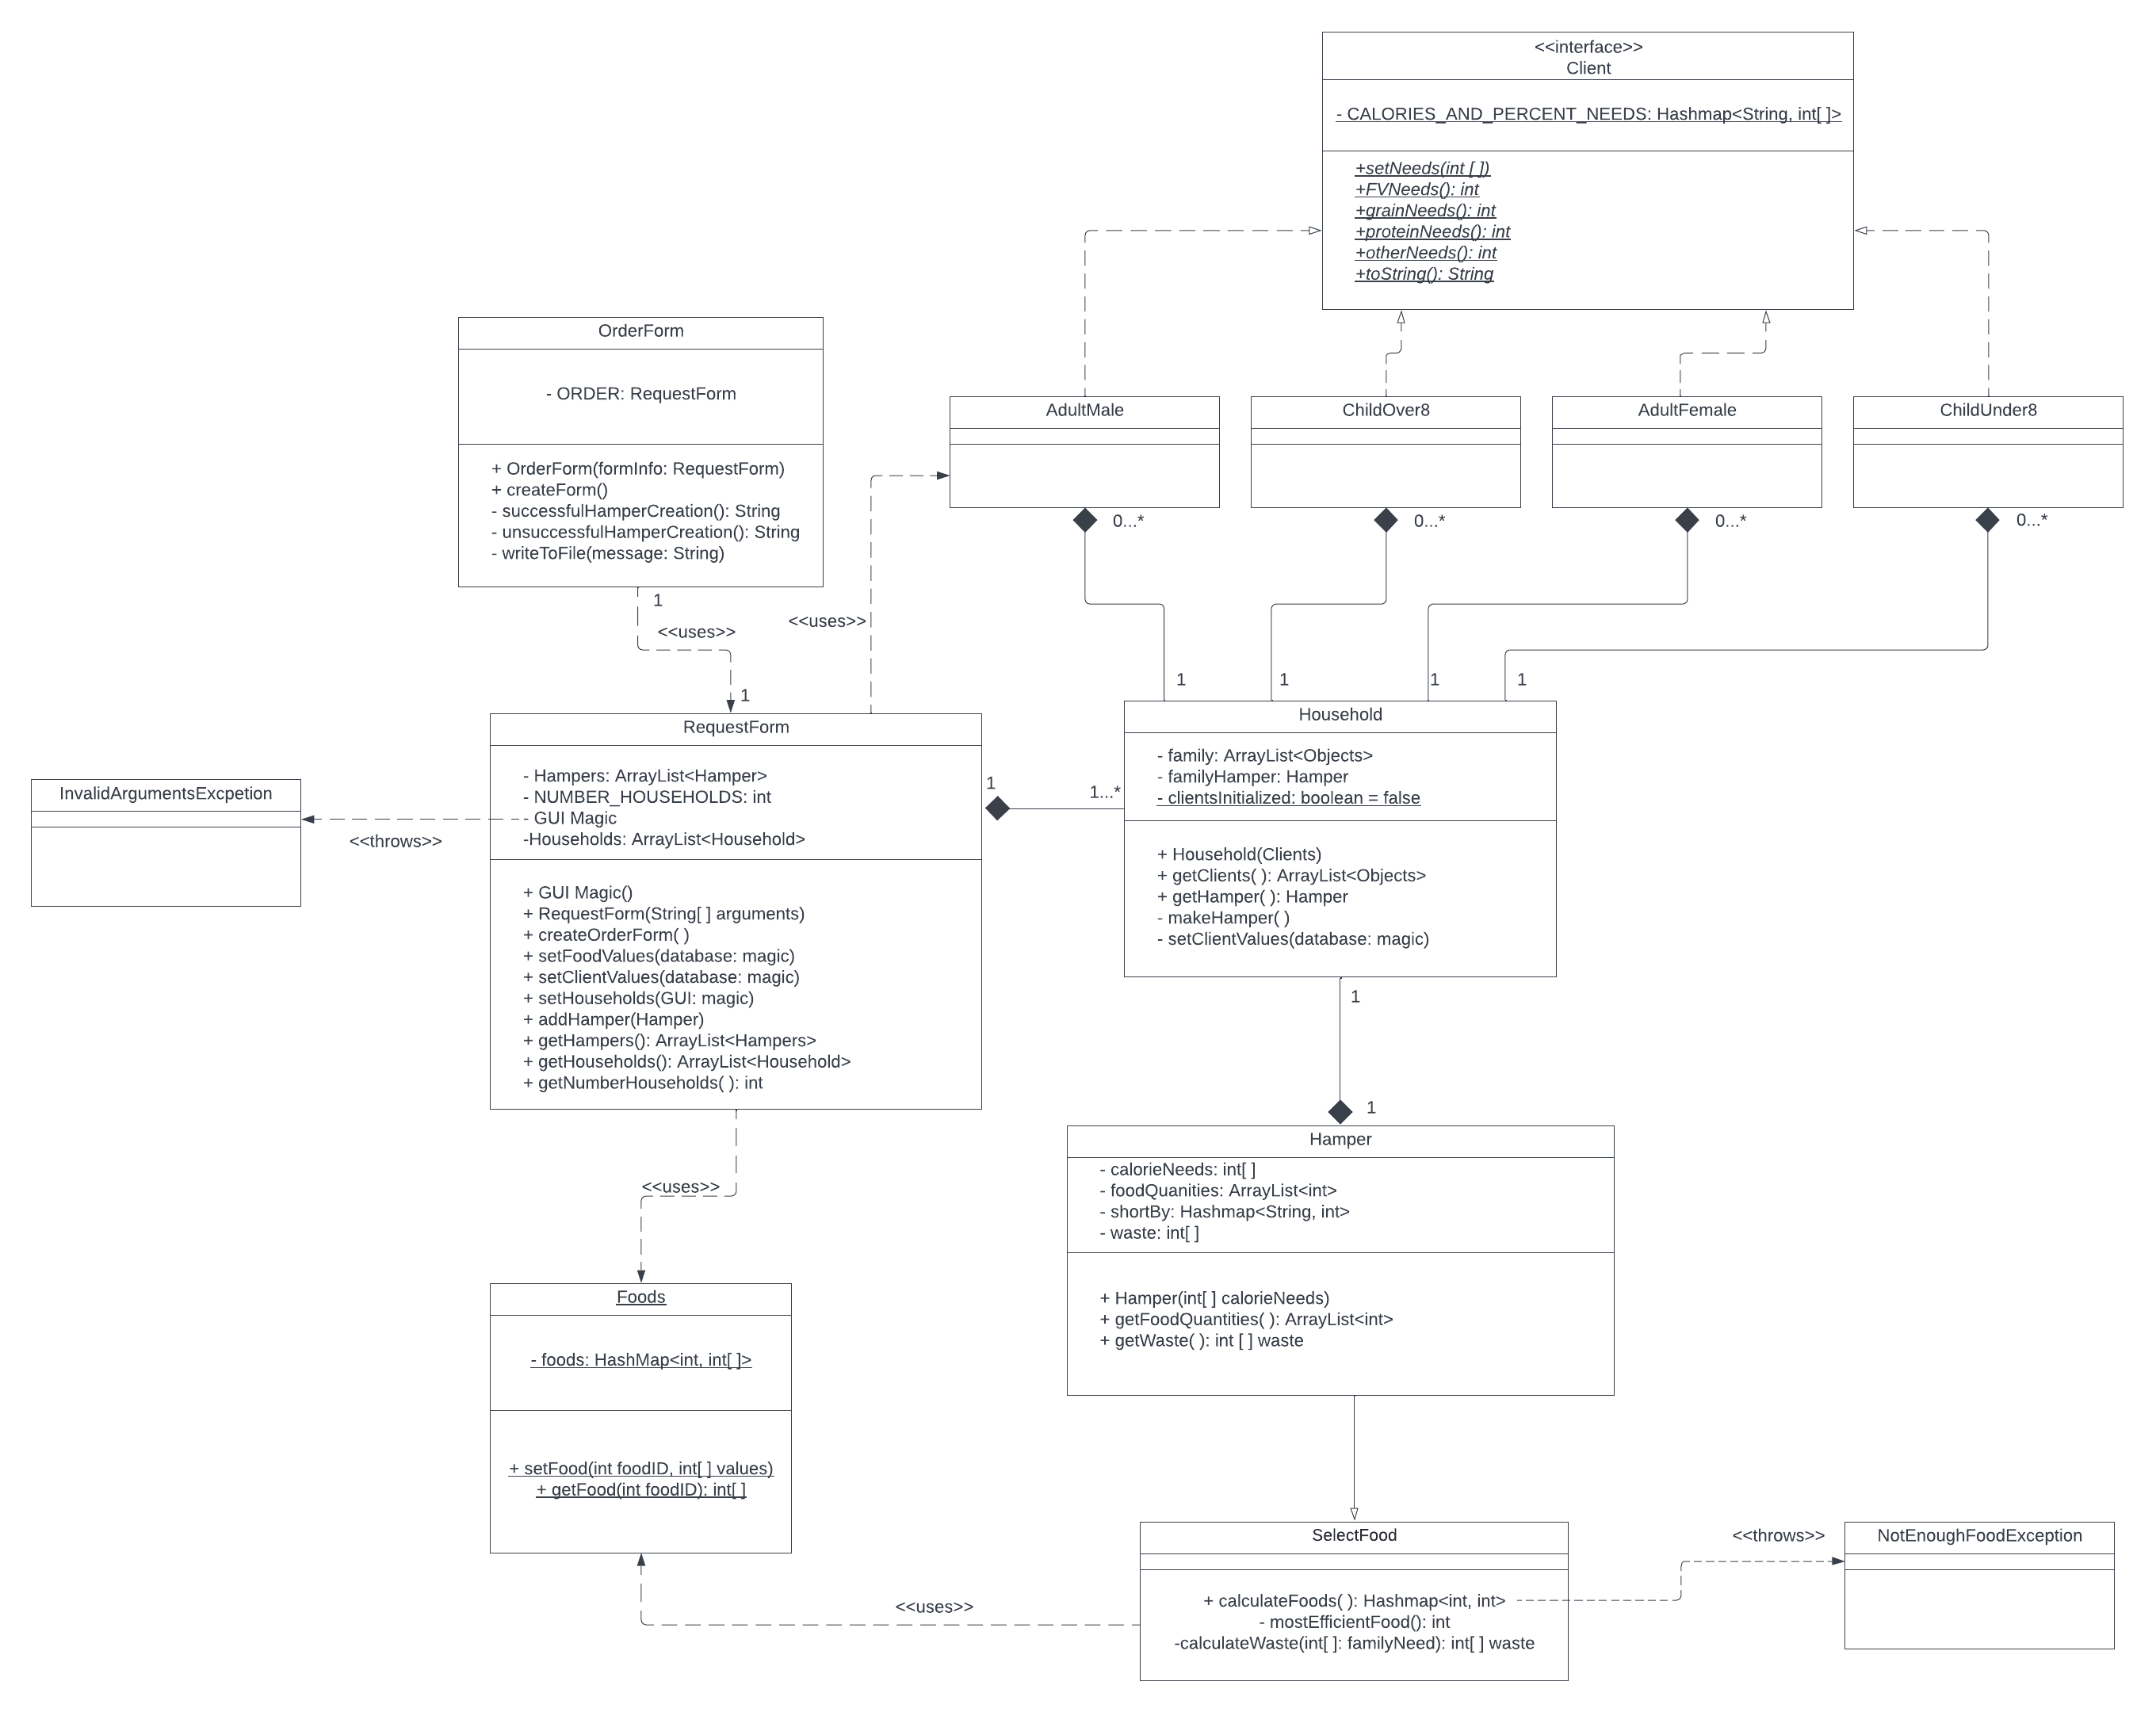 <<interface>>
Client
- CALORIES_AND_PERCENT_NEEDS: Hashmap<String, int[ ]>
+setNeeds(int [ ])
+FVNeeds(): int
+grainNeeds(): int
+proteinNeeds(): int
+otherNeeds(): int
+toString(): String
OrderForm
- ORDER: RequestForm
+ OrderForm(formInfo: RequestForm)
+ createForm()
- successfulHamperCreation(): String
- unsuccessfulHamperCreation(): String
- writeToFile(message: String)
AdultMale
ChildOver8
AdultFemale
ChildUnder8
0...*
0...*
0...*
0...*
1
<<uses>>
<<uses>>
1
1
1
1
1
RequestForm
- Hampers: ArrayList<Hamper>
- NUMBER_HOUSEHOLDS: int
- GUI Magic
-Households: ArrayList<Household>
+ GUI Magic()
+ RequestForm(String[ ] arguments)
+ createOrderForm( )
+ setFoodValues(database: magic)
+ setClientValues(database: magic)
+ setHouseholds(GUI: magic)
+ addHamper(Hamper)
+ getHampers(): ArrayList<Hampers>
+ getHouseholds(): ArrayList<Household>
+ getNumberHouseholds( ): int
InvalidArgumentsExcpetion
<<throws>>
1
1...*
Household
- family: ArrayList<Objects>
- familyHamper: Hamper
- clientsInitialized: boolean = false
+ Household(Clients)
+ getClients( ): ArrayList<Objects>
+ getHamper( ): Hamper
- makeHamper( )
- setClientValues(database: magic)
1
1
Hamper
- calorieNeeds: int[ ]
- foodQuanities: ArrayList<int>
- shortBy: Hashmap<String, int>
- waste: int[ ]
+ Hamper(int[ ] calorieNeeds)
+ getFoodQuantities( ): ArrayList<int>
+ getWaste( ): int [ ] waste
<<uses>>
Foods
- foods: HashMap<int, int[ ]>
+ setFood(int foodID, int[ ] values)
+ getFood(int foodID): int[ ]
<<uses>>
SelectFood
+ calculateFoods( ): Hashmap<int, int>
- mostEfficientFood(): int
-calculateWaste(int[ ]: familyNeed): int[ ] waste
<<throws>>
NotEnoughFoodException